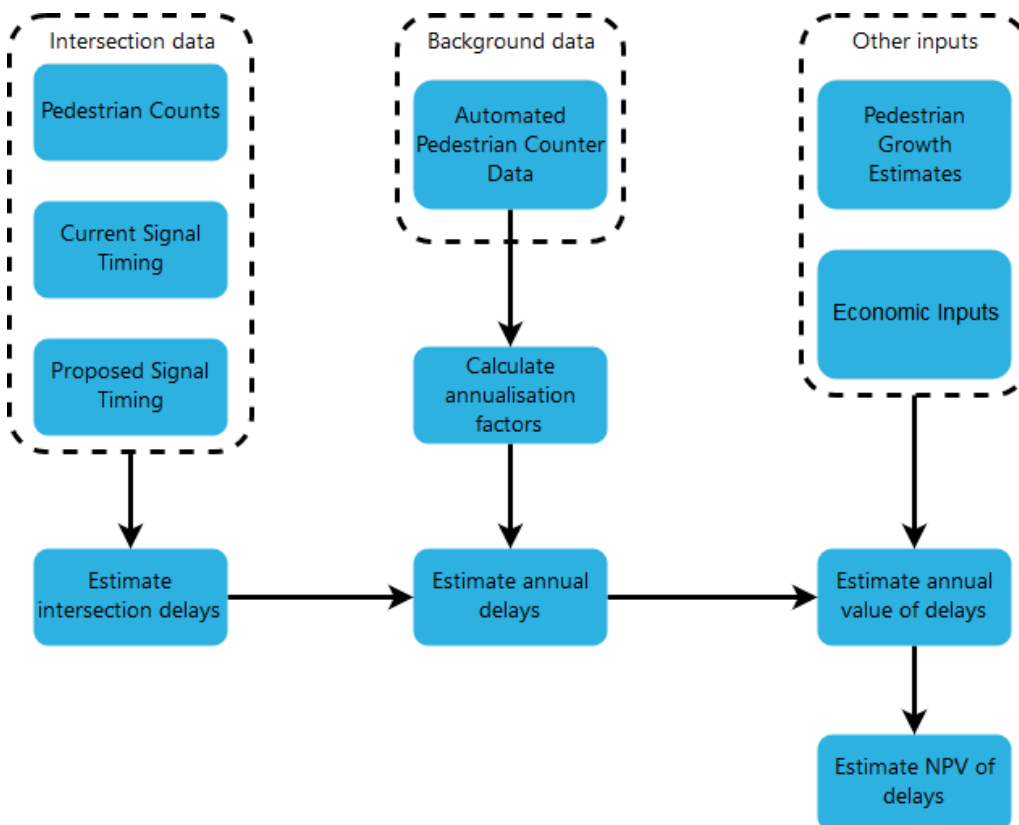 Intersection data
Pedestrian Counts
Current Signal
Timing
Proposed Signal
Timing
Estimate
intersection delays
Background data
Automated
Pedestrian Counter
Data
Calculate
annualisation
factors
Estimate annual
delays
Other inputs
Pedestrian
Growth
Estimates
Economic Inputs
Estimate annual
value of delays
Estimate NPV of
delays